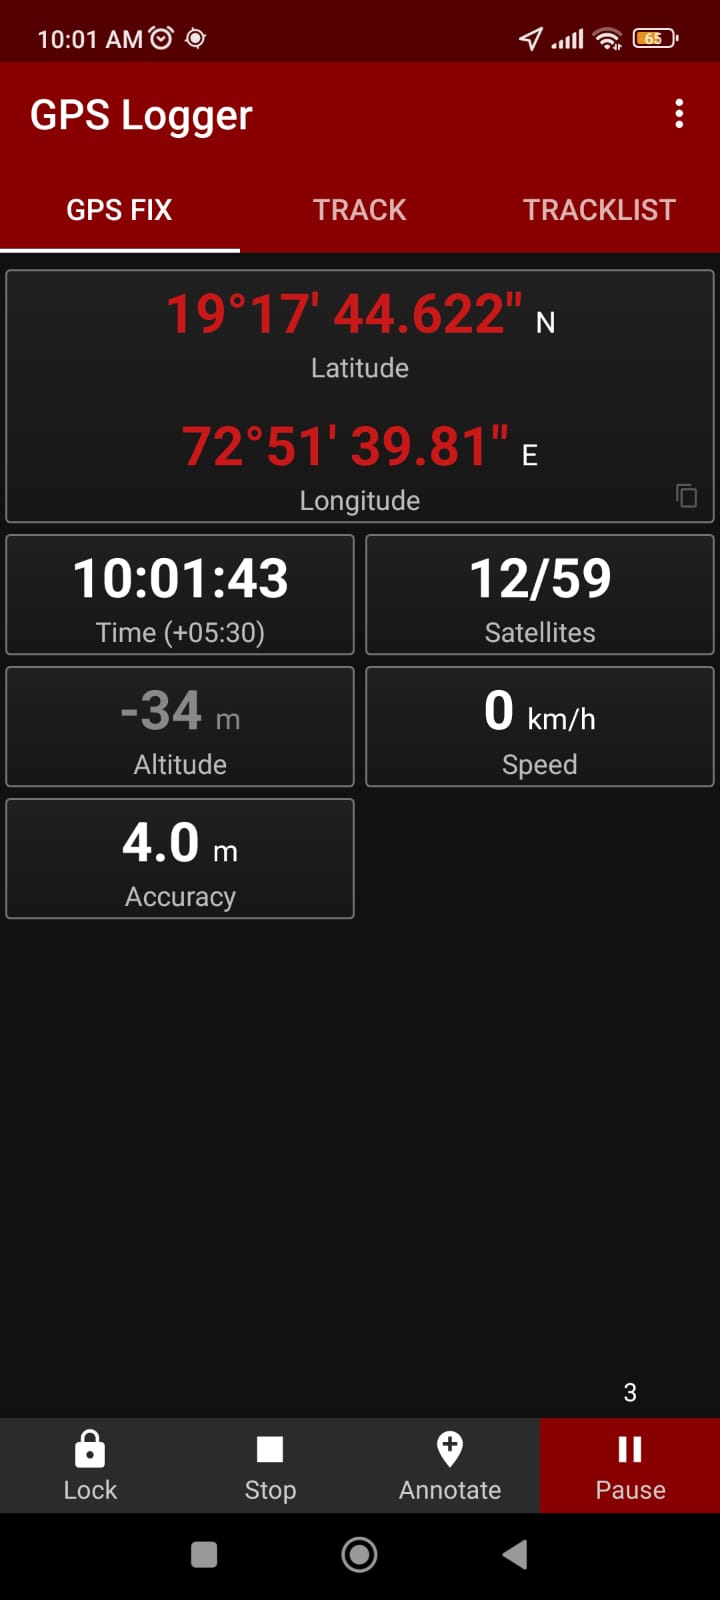 10:01 AM
65
GPS Logger
GPS FIX TRACK TRACKLIST
19°17' 44.622" N
Latitude
72°51' 39.81" E
Longitude
10:01:43
Time (+05:30)
12/59
Satellites
-34 m
Altitude
0 km/h
Speed
4.0 m
Accuracy
3
Lock Stop Annotate Pause